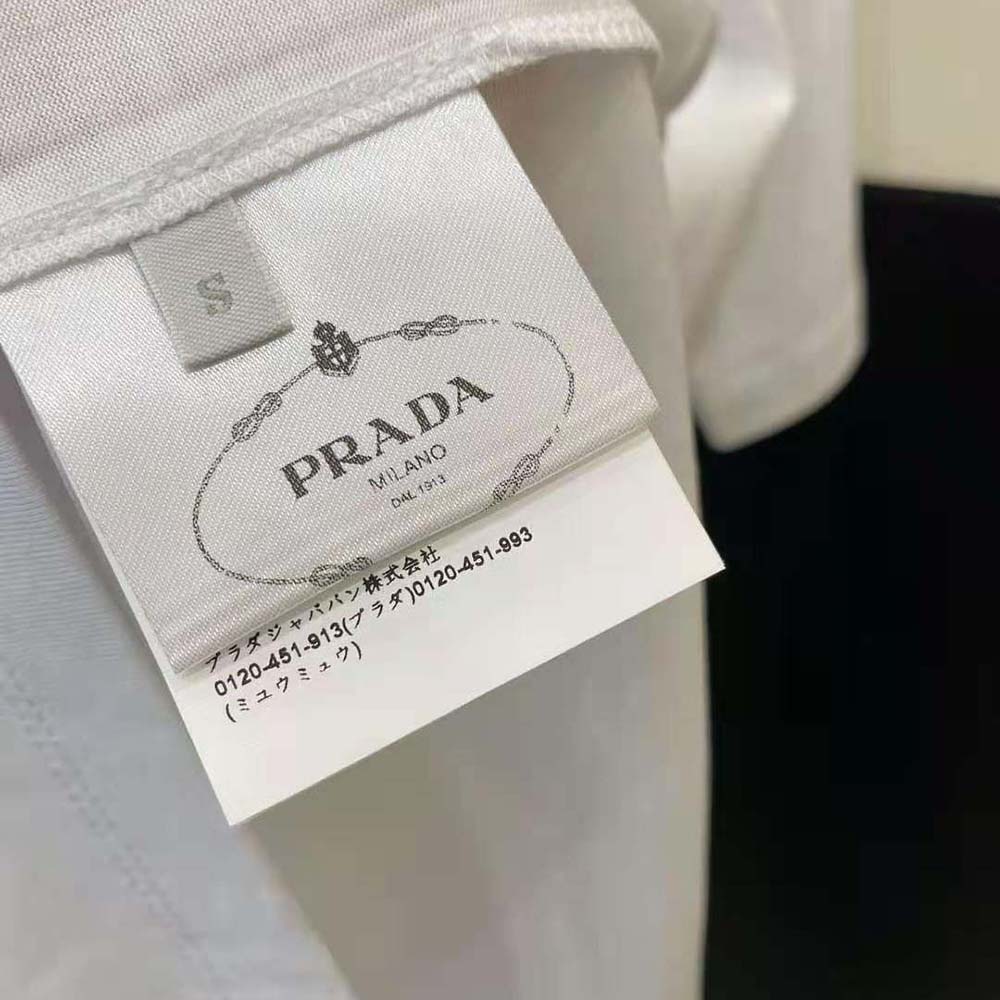 S
PRADA
MILANO
DAL 1913
プラダジャパン株式会社
0120-451-913(プラダ)0120-451-993
(ミュウミュウ)